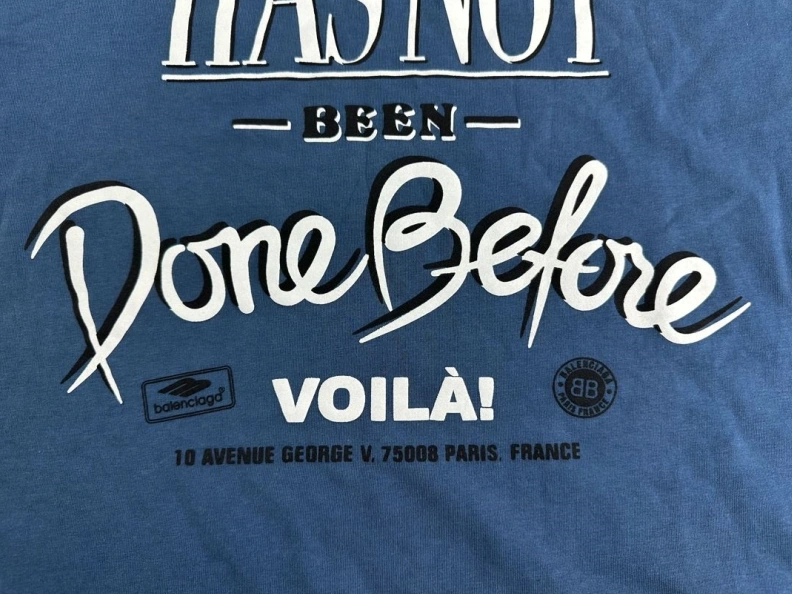 HAS NOT
BEEN
Done Before
balenciaga
VOILÀ!
BALENCIAGA
BB
PARIS FRANCE
10 AVENUE GEORGE V, 75008 PARIS, FRANCE